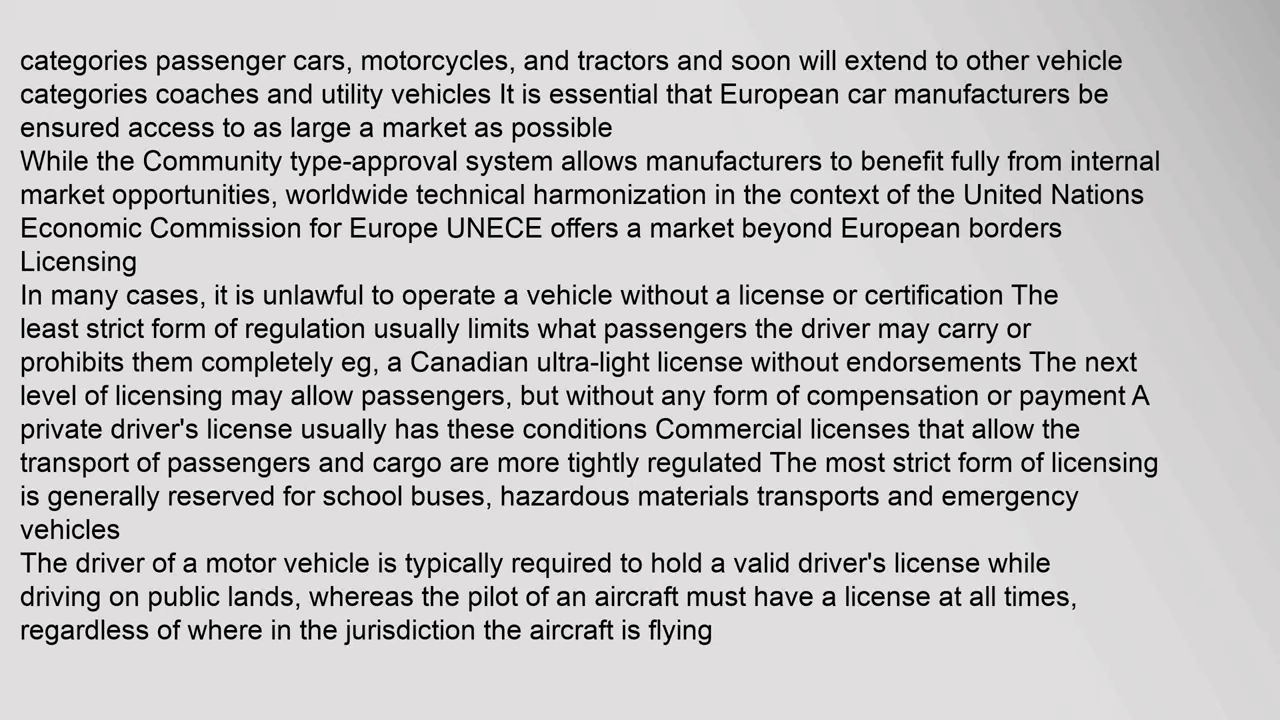 categories passenger cars, motorcycles, and tractors and soon will extend to other vehicle
categories coaches and utility vehicles It is essential that European car manufacturers be
ensured access to as large a market as possible
While the Community type-approval system allows manufacturers to benefit fully from internal
market opportunities, worldwide technical harmonization in the context of the United Nations
Economic Commission for Europe UNECE offers a market beyond European borders
Licensing
In many cases, it is unlawful to operate a vehicle without a license or certification The
least strict form of regulation usually limits what passengers the driver may carry or
prohibits them completely eg, a Canadian ultra-light license without endorsements The next
level of licensing may allow passengers, but without any form of compensation or payment A
private driver's license usually has these conditions Commercial licenses that allow the
transport of passengers and cargo are more tightly regulated The most strict form of licensing
is generally reserved for school buses, hazardous materials transports and emergency
vehicles
The driver of a motor vehicle is typically required to hold a valid driver's license while
driving on public lands, whereas the pilot of an aircraft must have a license at all times,
regardless of where in the jurisdiction the aircraft is flying